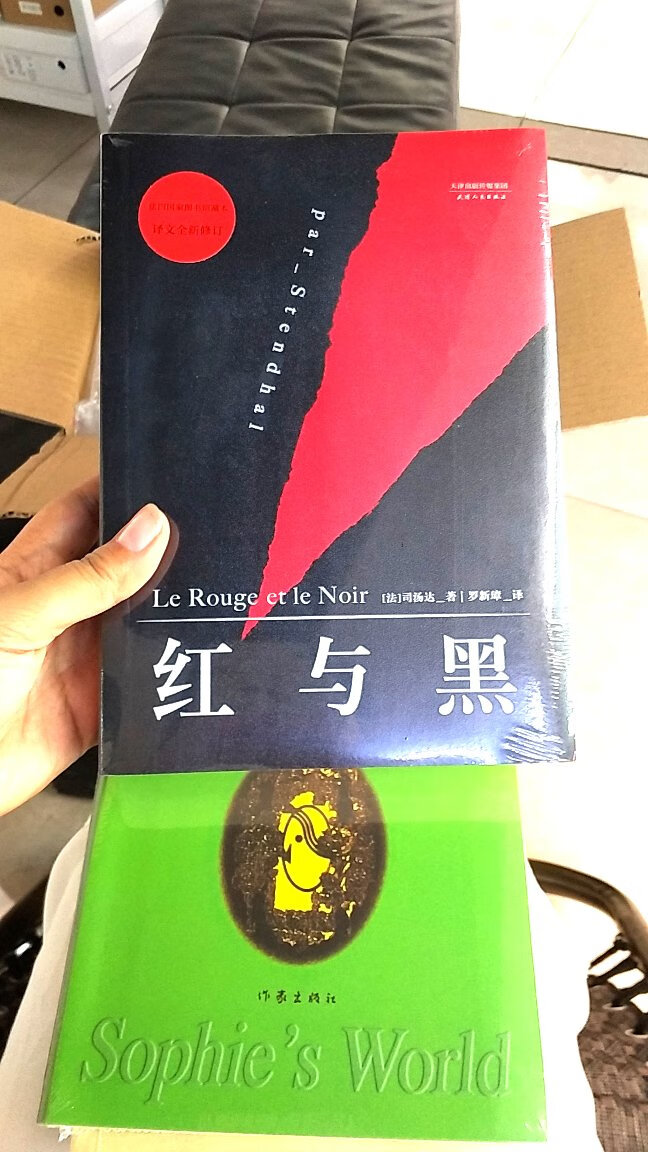 天津出版传媒集团
天津人民出版社
法国国家图书馆藏本
译文全新修订
Par_Stendhal
Le Rouge et le Noir [法]司汤达_著|罗新璋_译
红与黑
作家出版社
Sophie's World